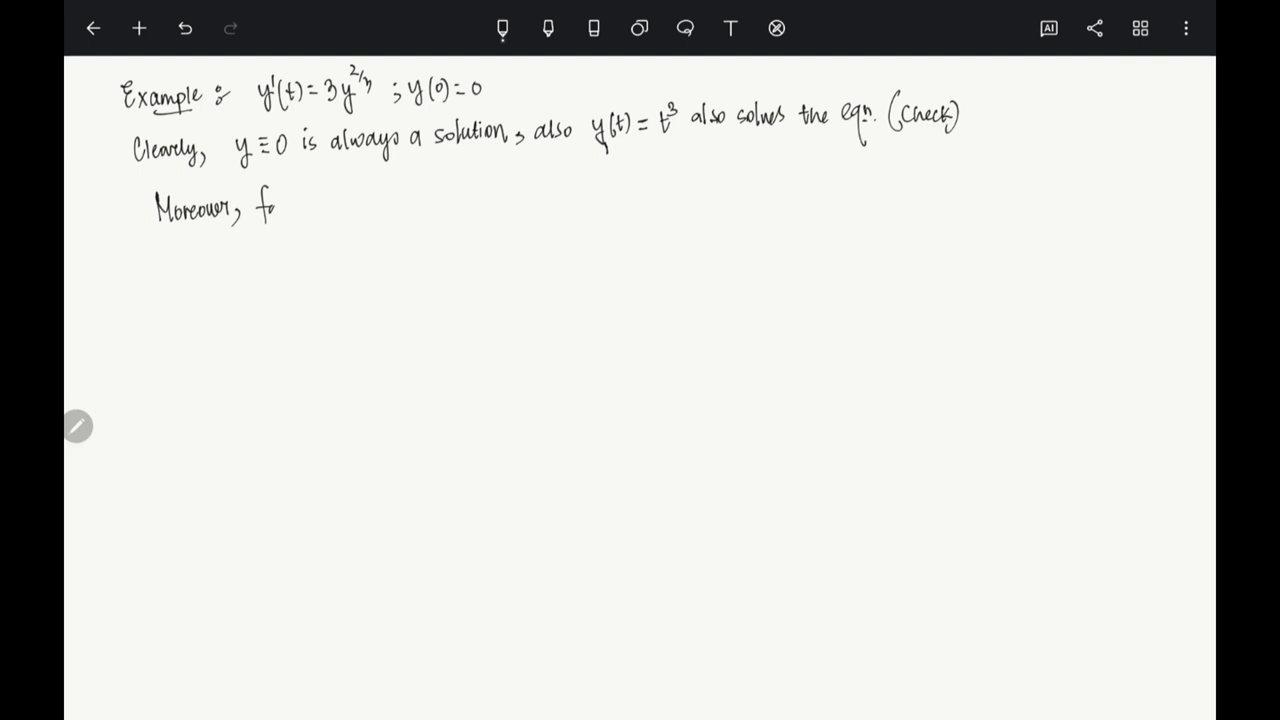 Example : y'(t) = 3y^{2/3} ; y(0) = 0
Clearly, y ≡ 0 is always a solution, also y(t) = t^3 also solves the eqn. (Check)
Moreover, fo